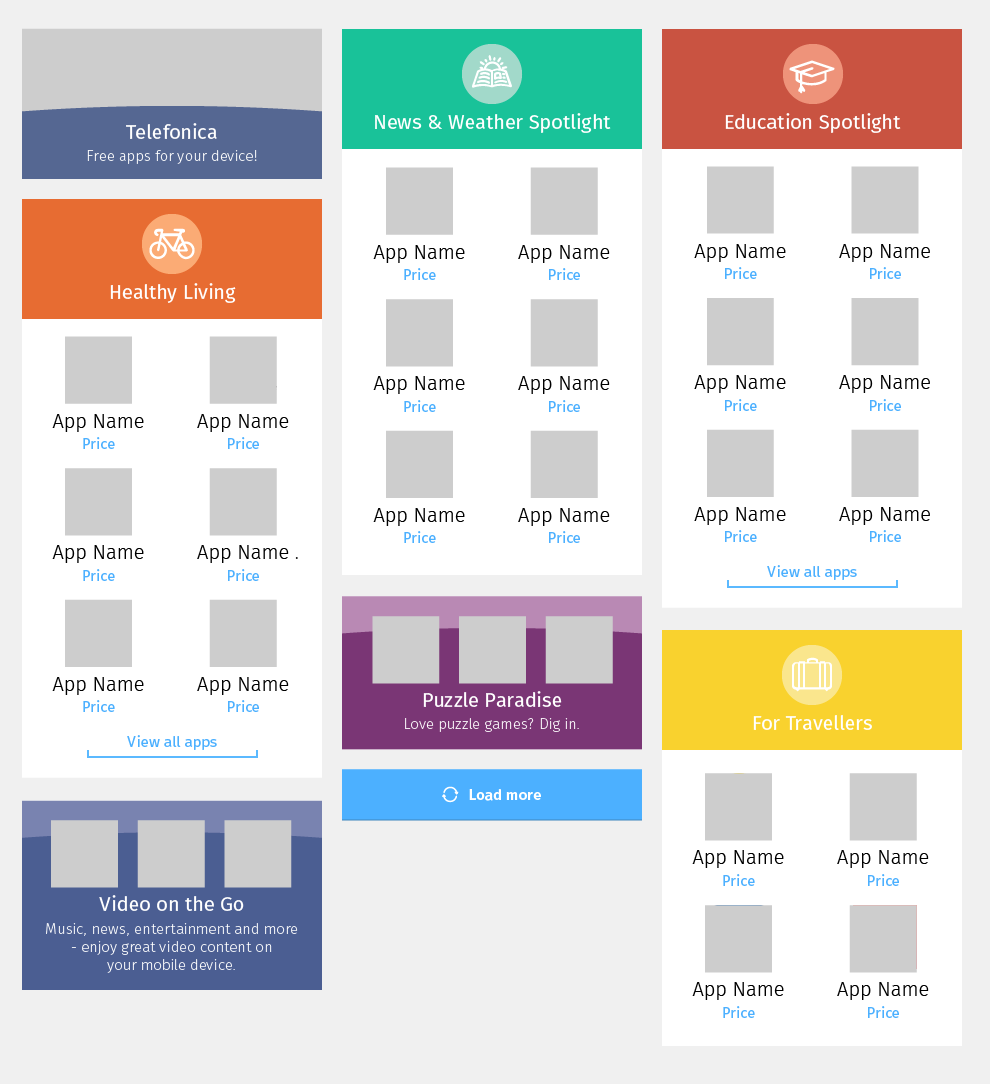 Telefonica
Free apps for your device!
Healthy Living
App Name
App Name
Price
Price
App Name
App Name .
Price
Price
App Name
App Name
Price
Price
View all apps
Video on the Go
Music, news, entertainment and more
- enjoy great video content on
your mobile device.
News & Weather Spotlight
App Name
App Name
Price
Price
App Name
App Name
Price
Price
App Name
App Name
Price
Price
Puzzle Paradise
Love puzzle games? Dig in.
Load more
Education Spotlight
App Name
App Name
Price
Price
App Name
App Name
Price
Price
App Name
App Name
Price
Price
View all apps
For Travellers
App Name
App Name
Price
Price
App Name
App Name
Price
Price